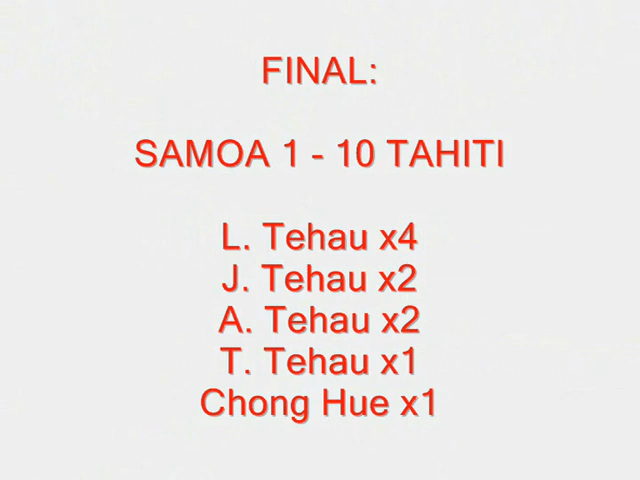 FINAL:
SAMOA 1 - 10 TAHITI
L. Tehau x4
J. Tehau x2
A. Tehau x2
T. Tehau x1
Chong Hue x1